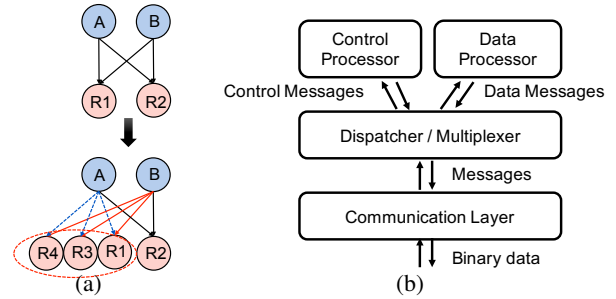 A B
R1 R2
A B
R4 R3 R1 R2
(a)
Control
Processor
Data
Processor
Control Messages
Data Messages
Dispatcher / Multiplexer
Messages
Communication Layer
Binary data
(b)